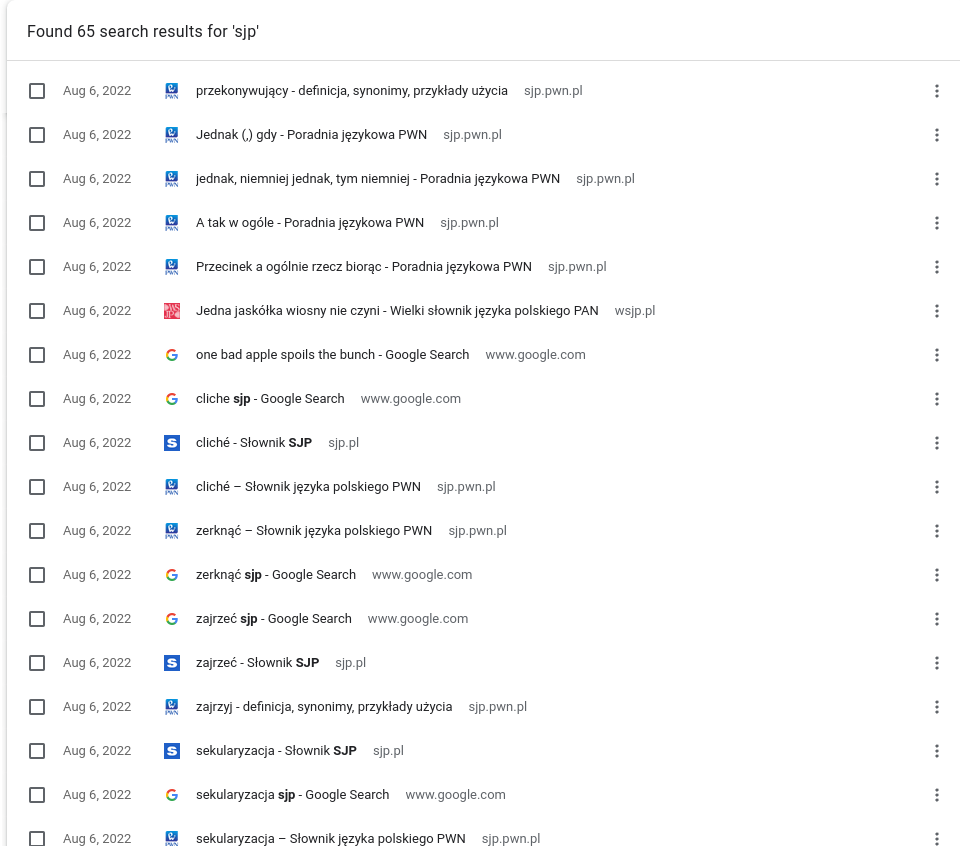 Found 65 search results for 'sjp'
Aug 6, 2022 przekonywujący - definicja, synonimy, przykłady użycia sjp.pwn.pl
Aug 6, 2022 Jednak (,) gdy - Poradnia językowa PWN sjp.pwn.pl
Aug 6, 2022 jednak, niemniej jednak, tym niemniej - Poradnia językowa PWN sjp.pwn.pl
Aug 6, 2022 A tak w ogóle - Poradnia językowa PWN sjp.pwn.pl
Aug 6, 2022 Przecinek a ogólnie rzecz biorąc - Poradnia językowa PWN sjp.pwn.pl
Aug 6, 2022 Jedna jaskółka wiosny nie czyni - Wielki słownik języka polskiego PAN wsjp.pl
Aug 6, 2022 one bad apple spoils the bunch - Google Search www.google.com
Aug 6, 2022 cliche sjp - Google Search www.google.com
Aug 6, 2022 cliché - Słownik SJP sjp.pl
Aug 6, 2022 cliché – Słownik języka polskiego PWN sjp.pwn.pl
Aug 6, 2022 zerknąć – Słownik języka polskiego PWN sjp.pwn.pl
Aug 6, 2022 zerknąć sjp - Google Search www.google.com
Aug 6, 2022 zajrzeć sjp - Google Search www.google.com
Aug 6, 2022 zajrzeć - Słownik SJP sjp.pl
Aug 6, 2022 zajrzyj - definicja, synonimy, przykłady użycia sjp.pwn.pl
Aug 6, 2022 sekularyzacja - Słownik SJP sjp.pl
Aug 6, 2022 sekularyzacja sjp - Google Search www.google.com
Aug 6, 2022 sekularyzacja – Słownik języka polskiego PWN sjp.pwn.pl